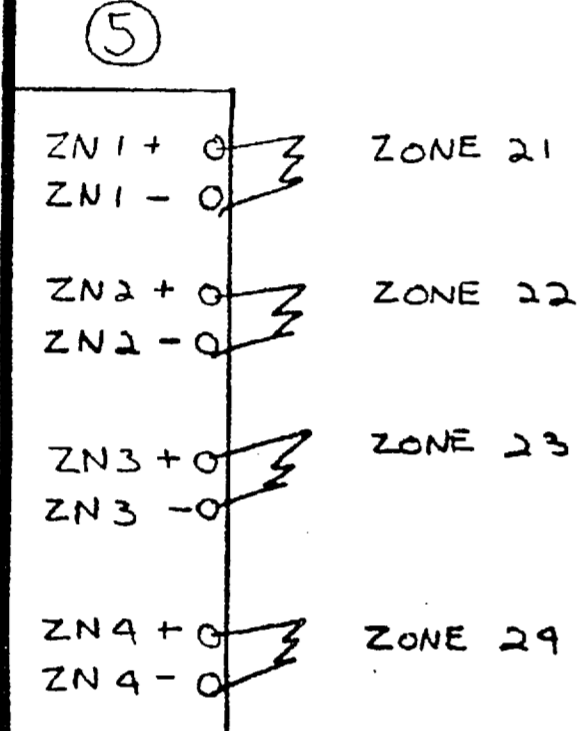 5
ZN1+ ZONE 21
ZN1-
ZN2+ ZONE 22
ZN2-
ZN3+ ZONE 23
ZN3-
ZN4+ ZONE 24
ZN4-